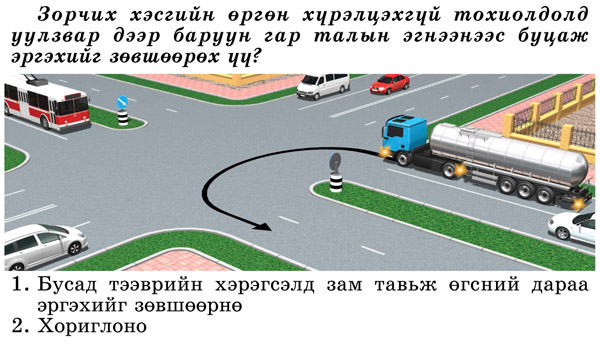 Зорчих хэсгийн өргөн хүрэлцэхгүй тохиолдолд
уулзвар дээр баруун гар талын эгнээнээс буцаж
эргэхийг зөвшөөрөх үү?
1. Бусад тээврийн хэрэгсэлд зам тавьж өгсний дараа
эргэхийг зөвшөөрнө
2. Хориглоно